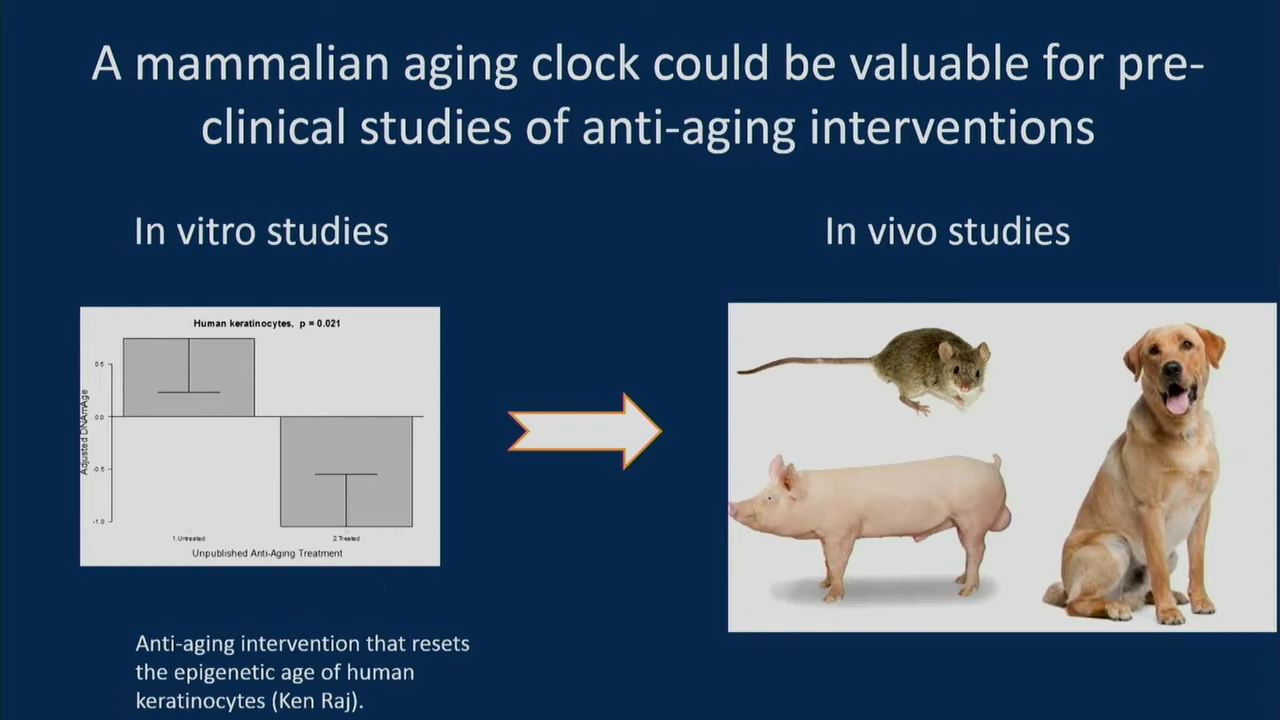 A mammalian aging clock could be valuable for pre-
clinical studies of anti-aging interventions
In vitro studies
In vivo studies
Human keratinocytes, p = 0.021
Adjusted DNAmAge
0.5
0.0
-0.5
-1.0
1.Untreated
2.Treated
Unpublished Anti-Aging Treatment
Anti-aging intervention that resets
the epigenetic age of human
keratinocytes (Ken Raj).